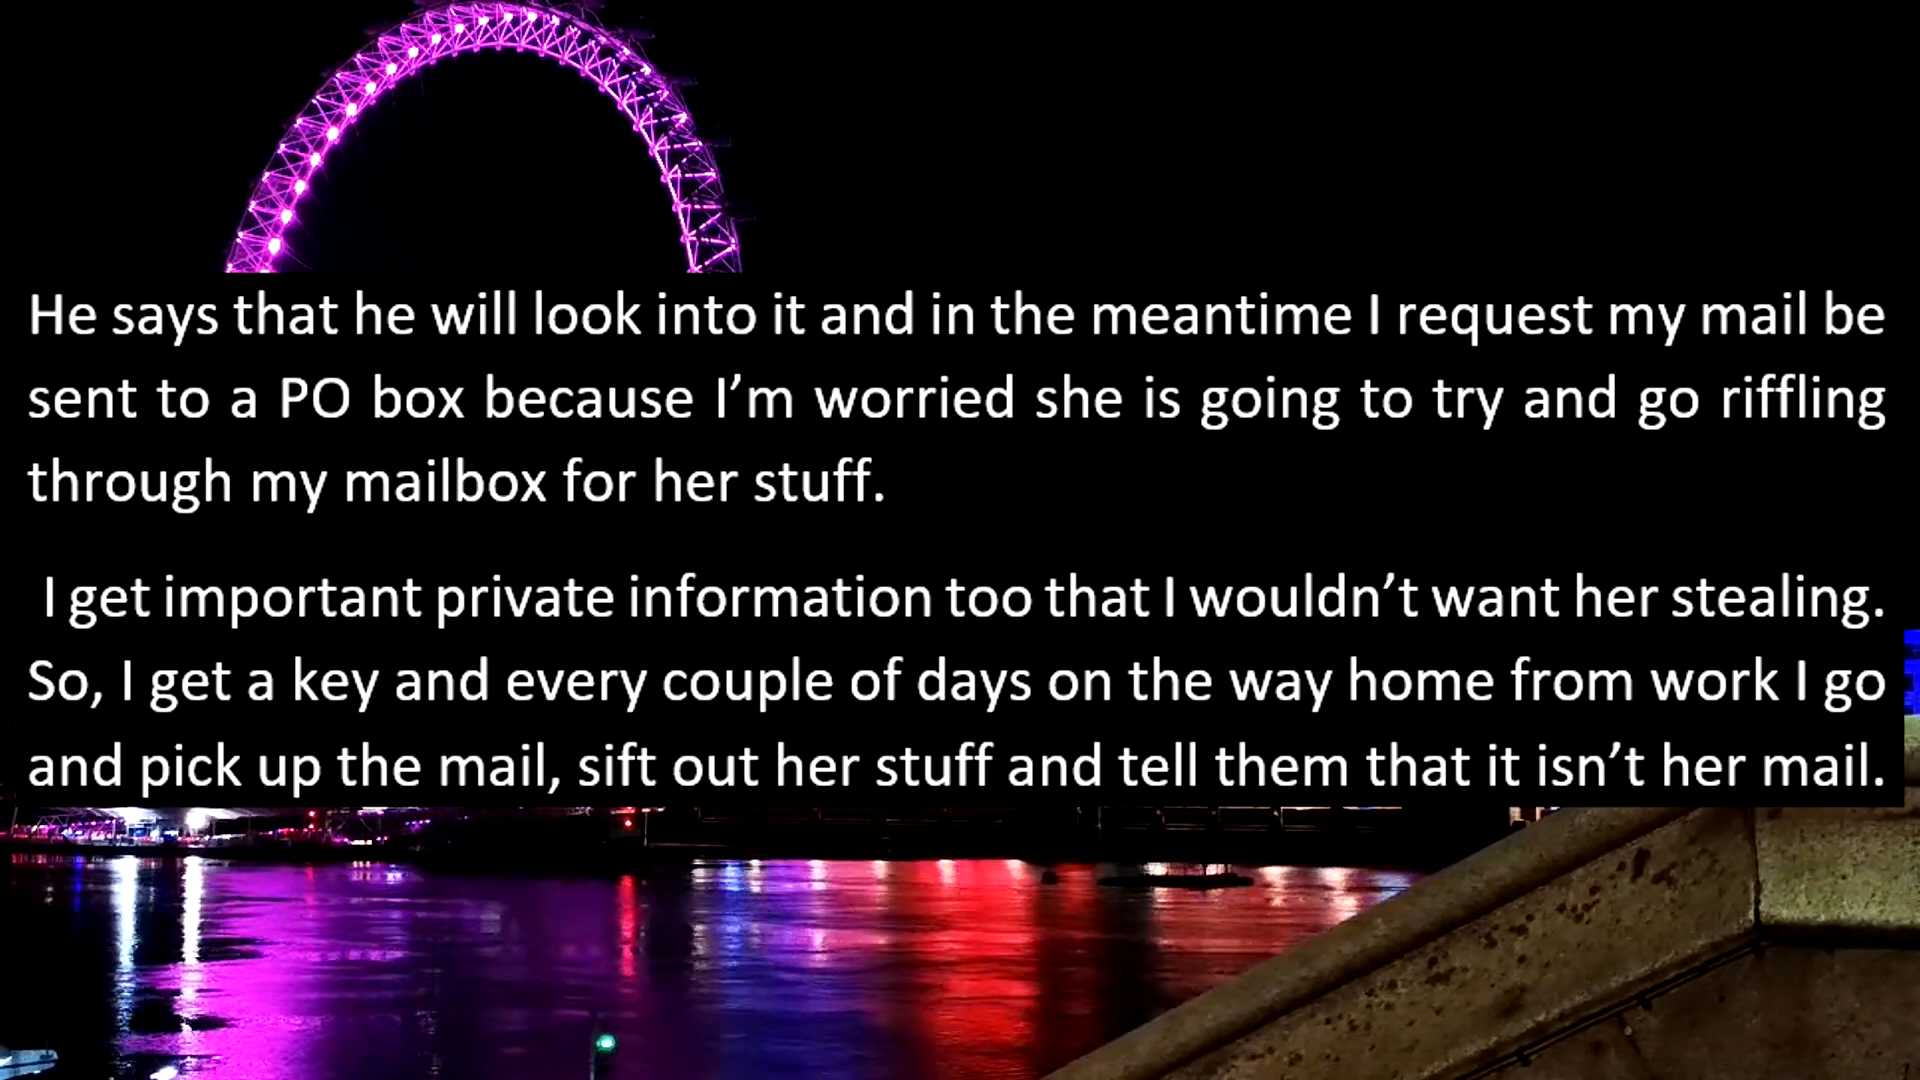 He says that he will look into it and in the meantime I request my mail be
sent to a PO box because I’m worried she is going to try and go riffling
through my mailbox for her stuff.
I get important private information too that I wouldn’t want her stealing.
So, I get a key and every couple of days on the way home from work I go
and pick up the mail, sift out her stuff and tell them that it isn’t her mail.